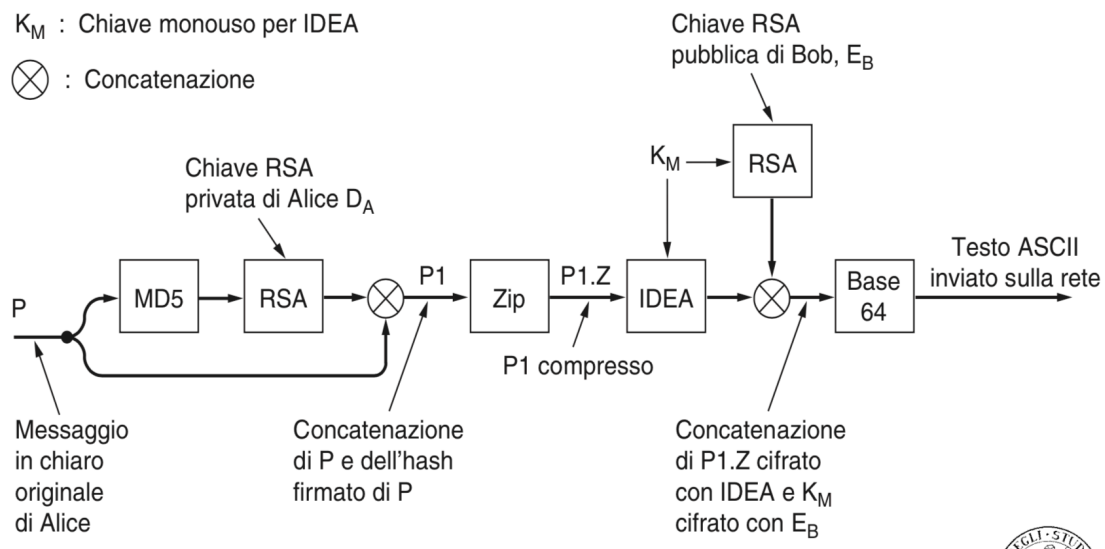 K_M : Chiave monouso per IDEA
: Concatenazione
Chiave RSA
pubblica di Bob, E_B
Chiave RSA
privata di Alice D_A
K_M
RSA
P
MD5
RSA
P1
Zip
P1.Z
IDEA
Base
64
Testo ASCII
inviato sulla rete
P1 compresso
Messaggio
in chiaro
originale
di Alice
Concatenazione
di P e dell'hash
firmato di P
Concatenazione
di P1.Z cifrato
con IDEA e K_M
cifrato con E_B